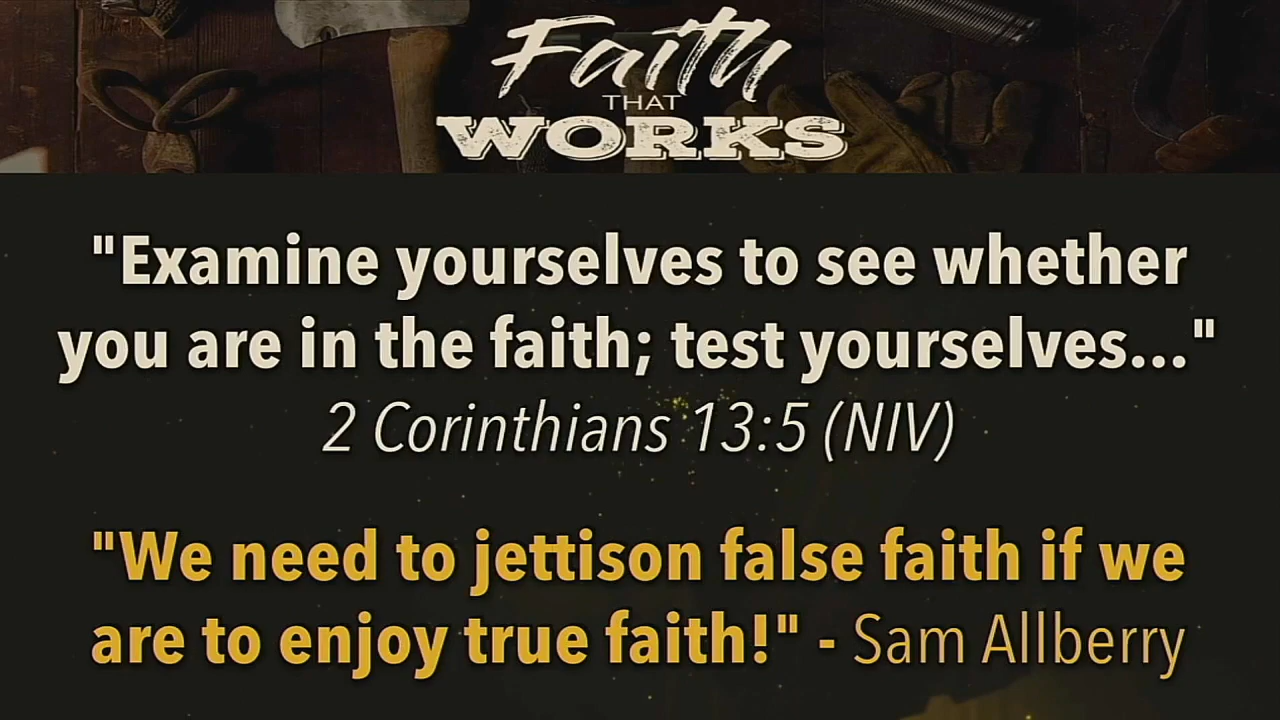 Faith
THAT
WORKS
"Examine yourselves to see whether
you are in the faith; test yourselves..."
2 Corinthians 13:5 (NIV)
"We need to jettison false faith if we
are to enjoy true faith!" - Sam Allberry